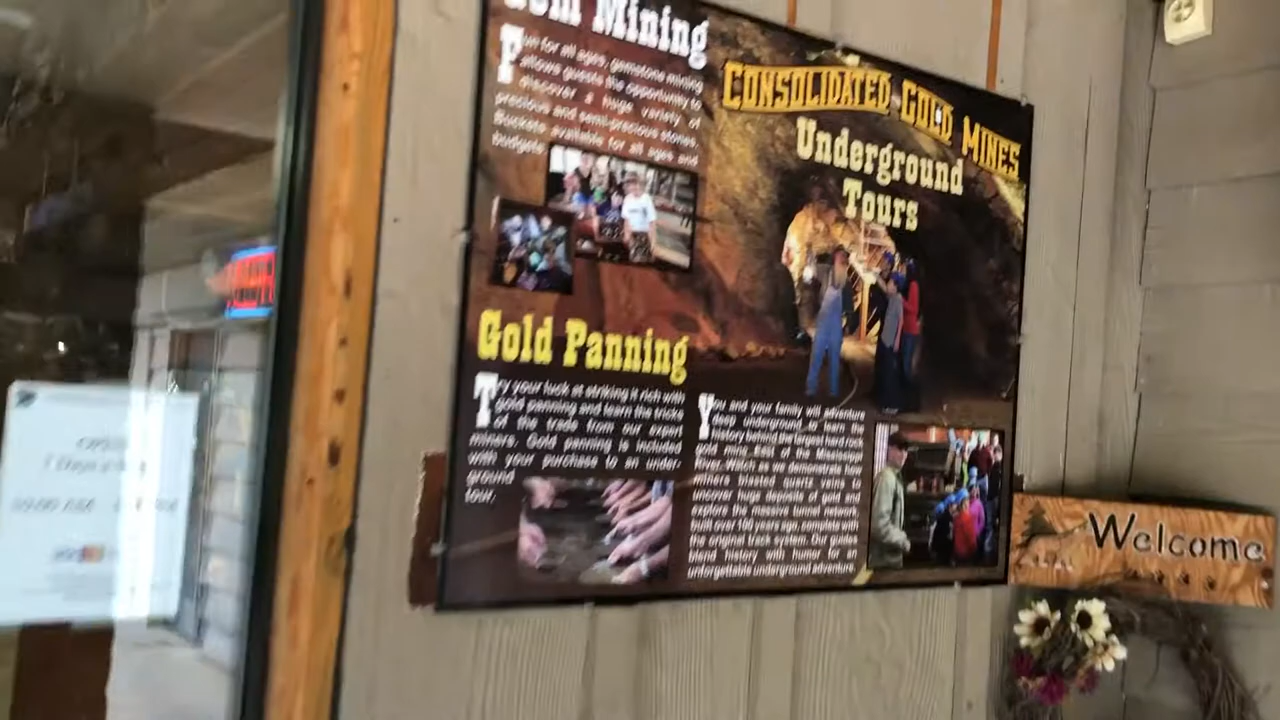 Gem Mining
Fun for all ages, gemstone mining
allows guests the opportunity to
discover a huge variety of
precious and semi-precious stones.
Buckets available for all ages and
budgets
CONSOLIDATED GOLD MINES
Underground
Tours
Gold Panning
Try your luck at striking it rich with
gold panning and learn the tricks
of the trade from our expert
miners. Gold panning is included
with your purchase to an under-
ground
tour.
You and your family will adventure
deep underground to learn the
history behind the largest hard rock
gold mine East of the Mississippi
River. Watch as we demonstrate how
miners blasted quartz veins to
uncover huge deposits of gold and
explore the massive tunnel network
built over 100 years ago, complete with
the original track system. Our guides
blend history with humor for an
unforgettable underground adventure.
Welcome